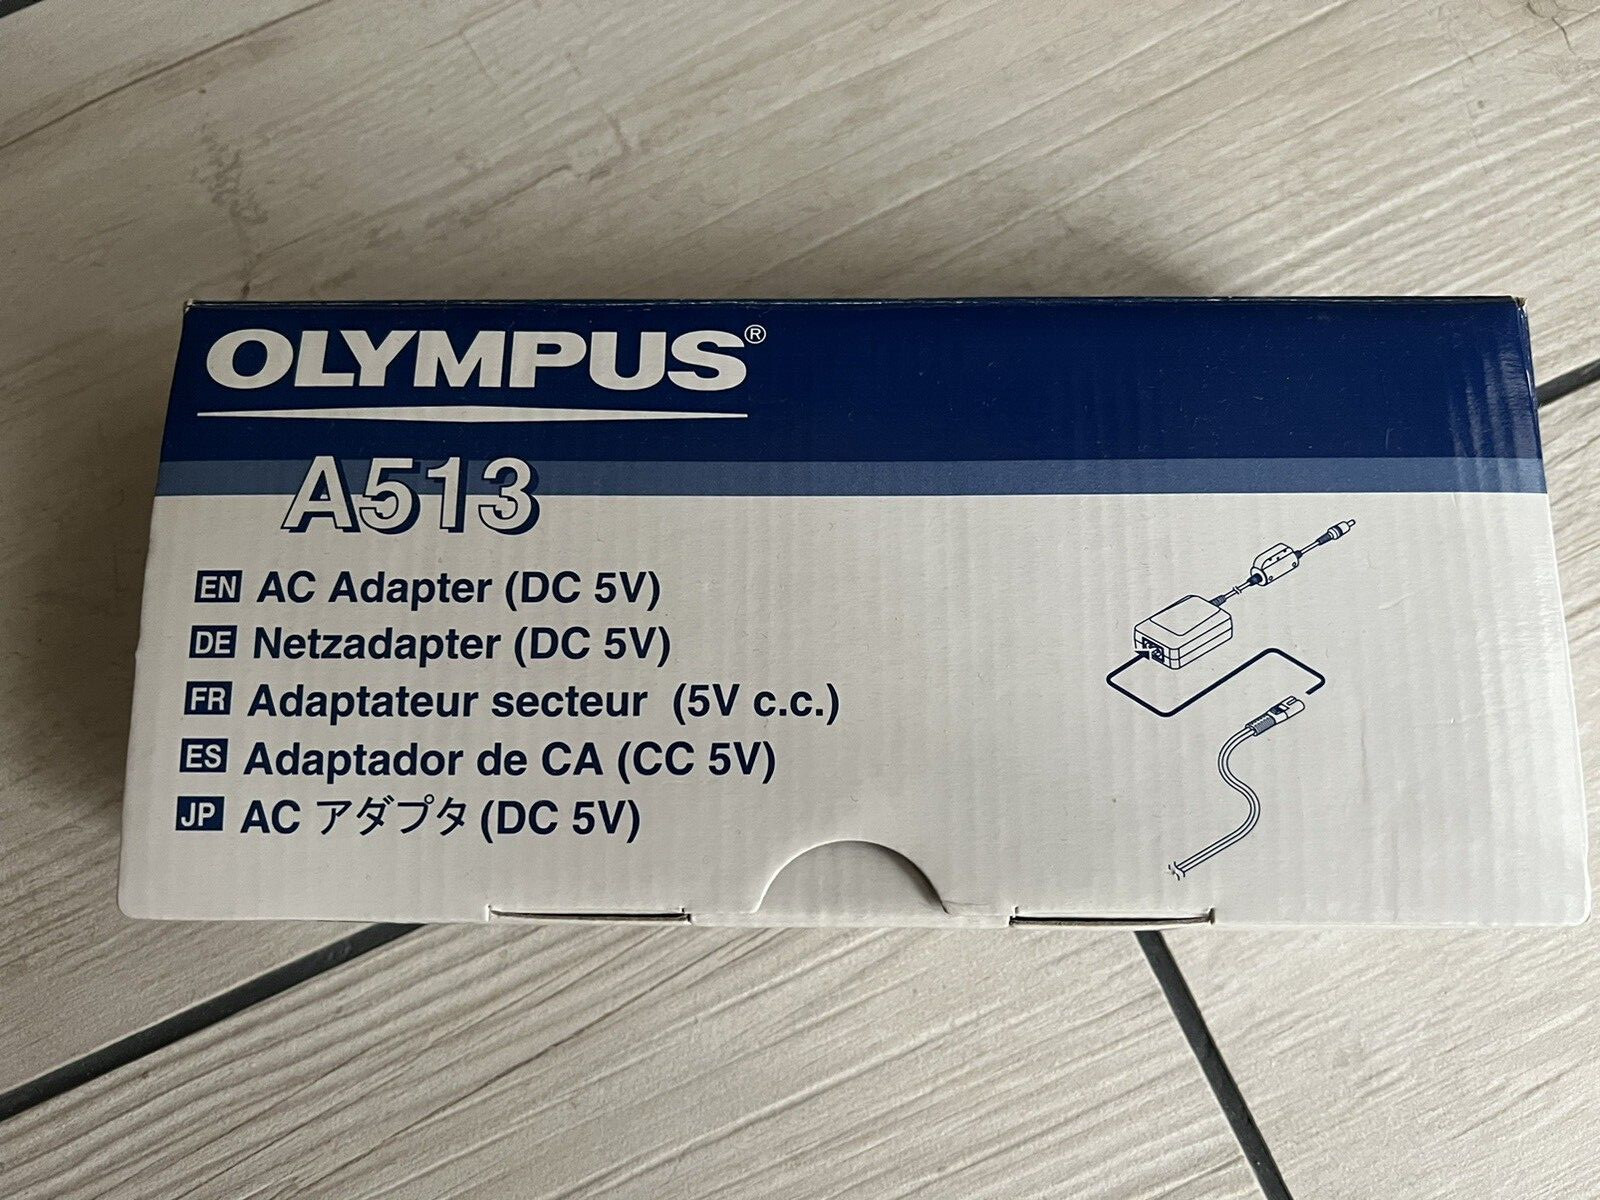 OLYMPUS®
A513
EN AC Adapter (DC 5V)
DE Netzadapter (DC 5V)
FR Adaptateur secteur (5V c.c.)
ES Adaptador de CA (CC 5V)
JP AC アダプタ (DC 5V)